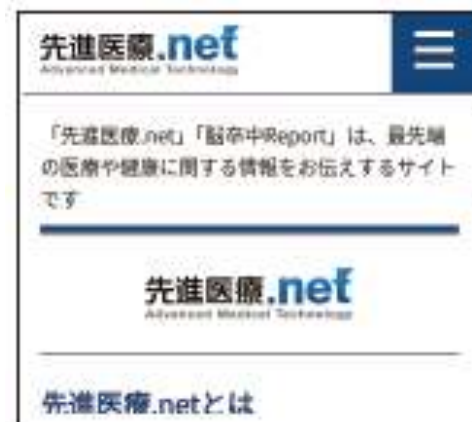 先進医療.net
Advanced Medical Technology
「先進医療.net」「脳卒中Report」は、最先端
の医療や健康に関する情報をお伝えするサイト
です
先進医療.net
Advanced Medical Technology
先進医療.netとは